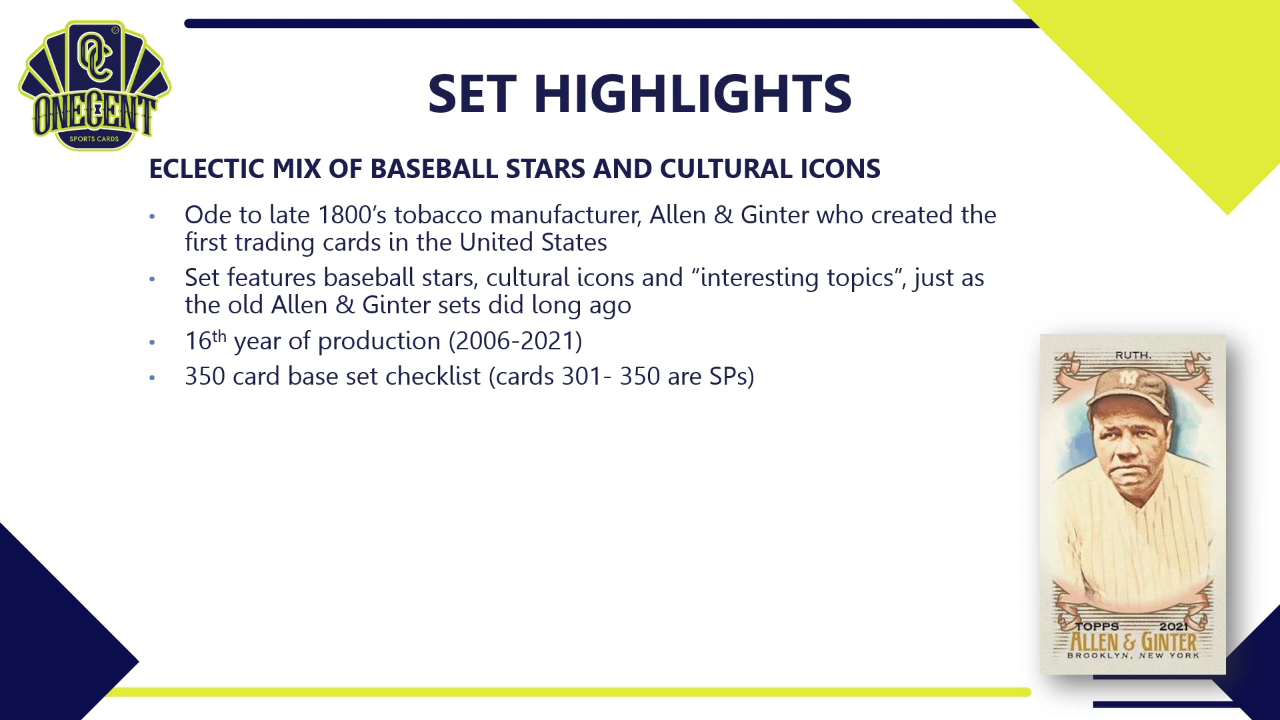 OC
ONECENT
SPORTS CARDS
SET HIGHLIGHTS
ECLECTIC MIX OF BASEBALL STARS AND CULTURAL ICONS
• Ode to late 1800’s tobacco manufacturer, Allen & Ginter who created the
first trading cards in the United States
• Set features baseball stars, cultural icons and “interesting topics”, just as
the old Allen & Ginter sets did long ago
• 16th year of production (2006-2021)
• 350 card base set checklist (cards 301- 350 are SPs)
RUTH.
NY
TOPPS 2021
ALLEN & GINTER
BROOKLYN, NEW YORK